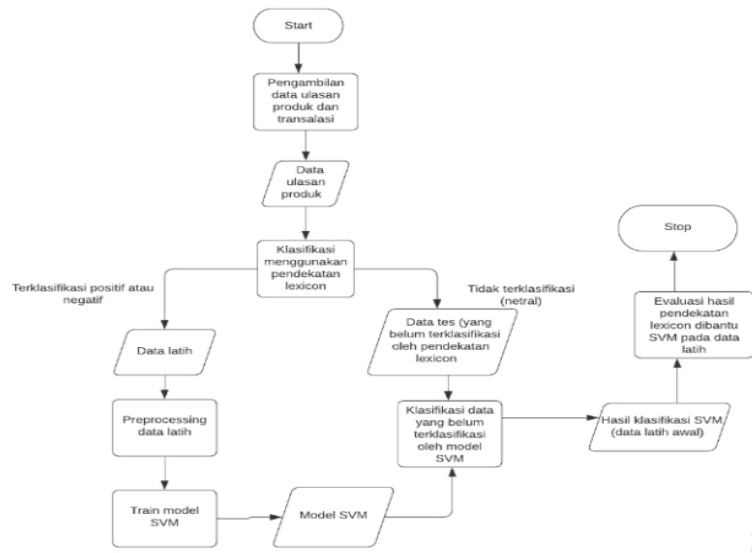 Start
Pengambilan
data ulasan
produk dan
transalasi
Data
ulasan
produk
Klasifikasi
menggunakan
pendekatan
lexicon
Terklasifikasi positif atau
negatif
Tidak terklasifikasi
(netral)
Data latih
Data tes (yang
belum terklasifikasi
oleh pendekatan
lexicon
Preprocessing
data latih
Klasifikasi data
yang belum
terklasifikasi
oleh model
SVM
Train model
SVM
Model SVM
Hasil klasifikasi SVM
(data latih awal)
Evaluasi hasil
pendekatan
lexicon dibantu
SVM pada data
latih
Stop